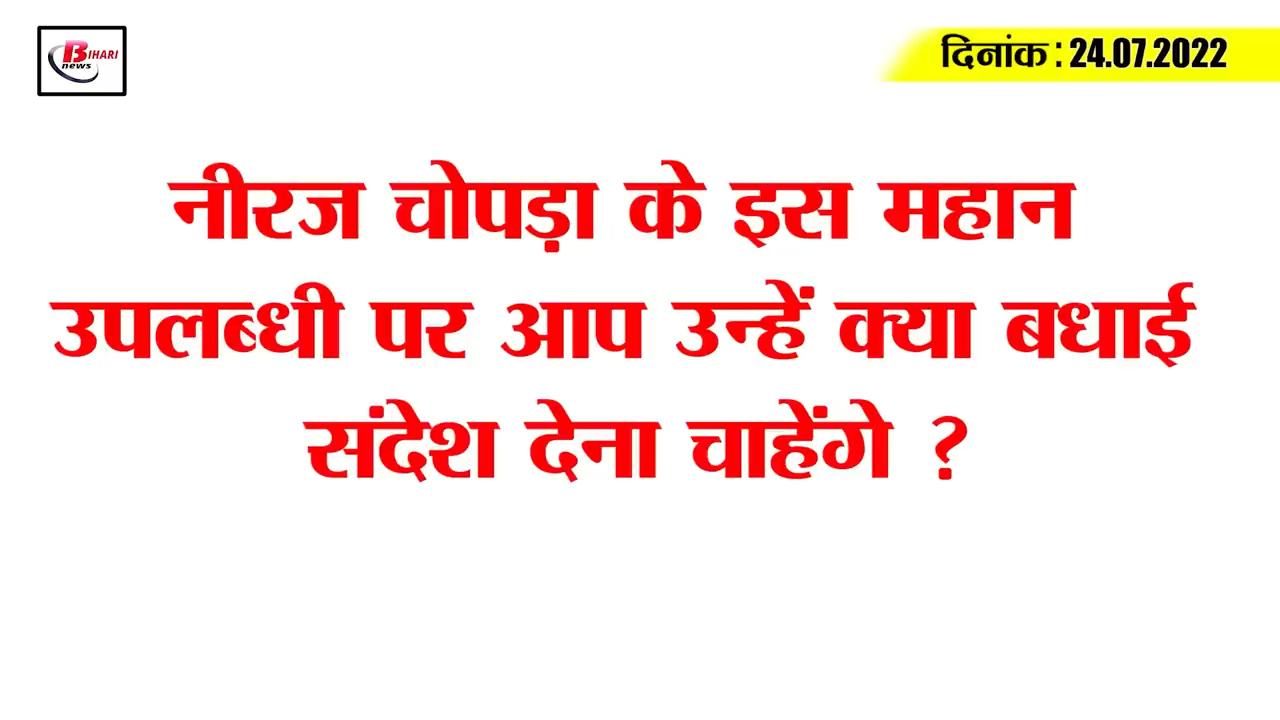 BIHARI
news
दिनांक : 24.07.2022
नीरज चोपड़ा के इस महान
उपलब्धी पर आप उन्हें क्या बधाई
संदेश देना चाहेंगे ?